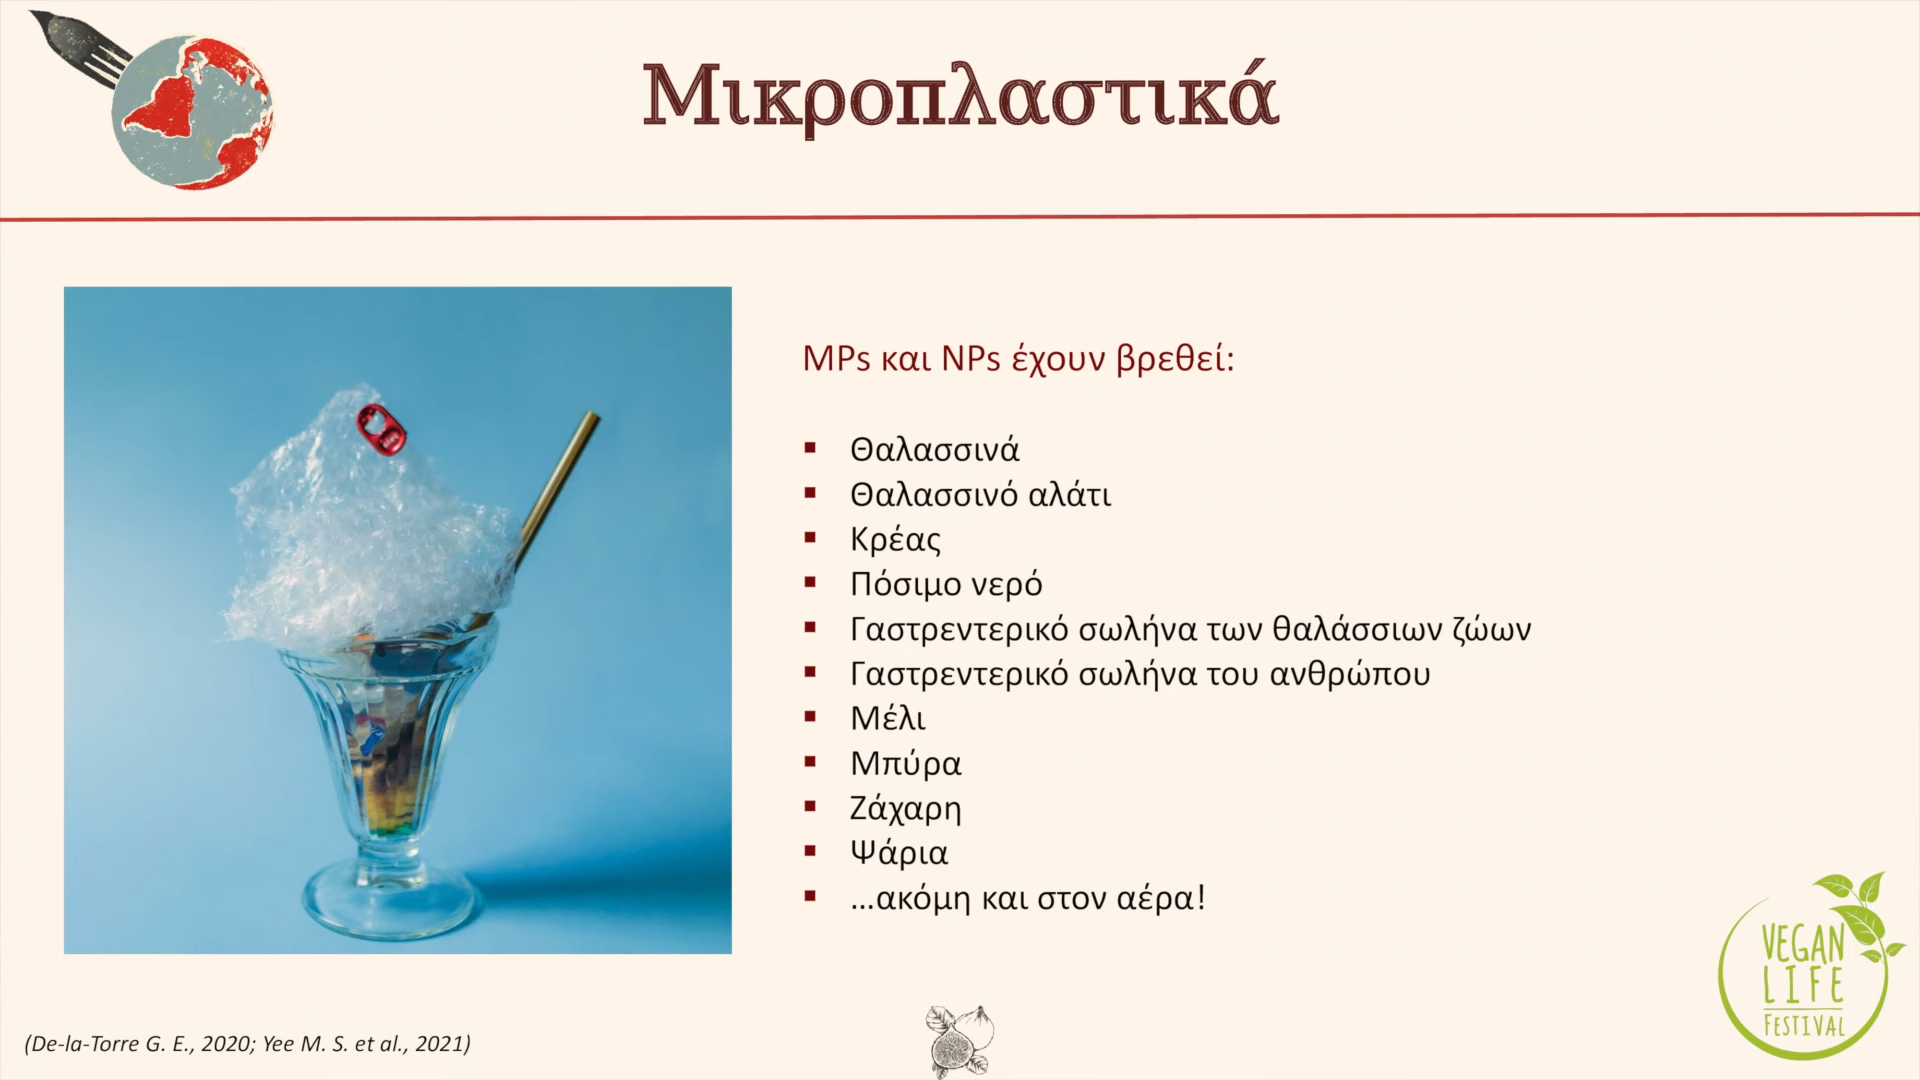 Μικροπλαστικά
MPs και NPs έχουν βρεθεί:
Θαλασσινά
Θαλασσινό αλάτι
Κρέας
Πόσιμο νερό
Γαστρεντερικό σωλήνα των θαλάσσιων ζώων
Γαστρεντερικό σωλήνα του ανθρώπου
Μέλι
Μπύρα
Ζάχαρη
Ψάρια
...ακόμη και στον αέρα!
VEGAN
LIFE
FESTIVAL
(De-la-Torre G. E., 2020; Yee M. S. et al., 2021)